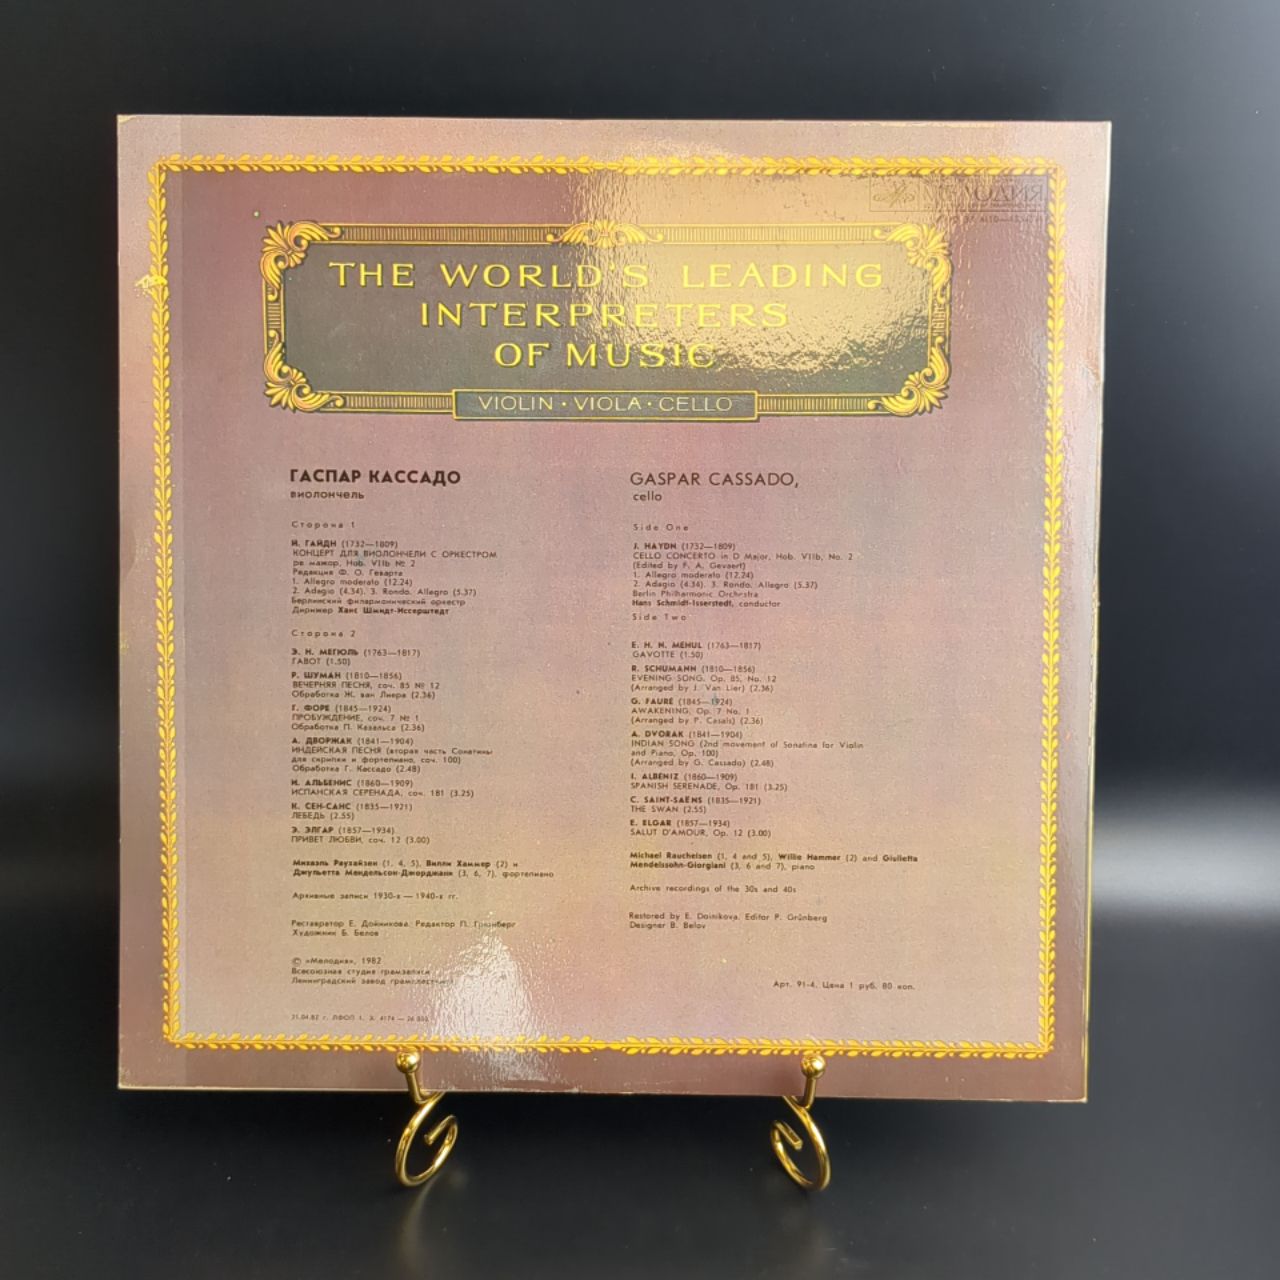 МЕЛОДИЯ
THE WORLD'S LEADING
INTERPRETERS
OF MUSIC
VIOLIN · VIOLA · CELLO
ГАСПАР КАССАДО
виолончель
Сторона 1
Й. ГАЙДН (1732—1809)
КОНЦЕРТ ДЛЯ ВИОЛОНЧЕЛИ С ОРКЕСТРОМ
ре мажор, Hob. VIIb № 2
Редакция Ф. О. Геварта
1. Allegro moderato (12.24)
2. Adagio (4.34). 3. Rondo. Allegro (5.37)
Берлинский филармонический оркестр
Дирижер Ханс Шмидт-Иссерштедт
Сторона 2
Э. Н. МЕГЮЛЬ (1763—1817)
ГАВОТ (1.50)
Р. ШУМАН (1810—1856)
ВЕЧЕРНЯЯ ПЕСНЯ, соч. 85 № 12
Обработка Ж. ван Лиера (2.36)
Г. ФОРЕ (1845—1924)
ПРОБУЖДЕНИЕ, соч. 7 № 1
Обработка П. Казальса (2.36)
А. ДВОРЖАК (1841—1904)
ИНДЕЙСКАЯ ПЕСНЯ (вторая часть Сонатины
для скрипки и фортепиано, соч. 100)
Обработка Г. Кассадо (2.48)
И. АЛЬБЕНИС (1860—1909)
ИСПАНСКАЯ СЕРЕНАДА, соч. 181 (3.25)
К. СЕН-САНС (1835—1921)
ЛЕБЕДЬ (2.55)
Э. ЭЛГАР (1857—1934)
ПРИВЕТ ЛЮБВИ, соч. 12 (3.00)
Михаэль Раухайзен (1, 4, 5), Вилли Хаммер (2) и
Джульетта Мендельсон-Джорджиани (3, 6, 7), фортепиано
Архивные записи 1930-х — 1940-х гг.
Реставратор Е. Дойникова. Редактор П. Грюнберг
Художник Б. Белов
© «Мелодия», 1982
Всесоюзная студия грамзаписи
Ленинградский завод грампластинок
21.04.82 г. ЛФОП 1. З. 4174 —
GASPAR CASSADO,
cello
Side One
J. HAYDN (1732—1809)
CELLO CONCERTO in D Major, Hob. VIIb, No. 2
(Edited by F. A. Gevaert)
1. Allegro moderato (12.24)
2. Adagio (4.34). 3. Rondo. Allegro (5.37)
Berlin Philharmonic Orchestra
Hans Schmidt-Isserstedt, conductor
Side Two
E. H. N. MEHUL (1763—1817)
GAVOTTE (1.50)
R. SCHUMANN (1810—1856)
EVENING SONG. Op. 85, No. 12
(Arranged by J. Van Lier) (2.36)
G. FAURE (1845—1924)
AWAKENING, Op. 7 No. 1
(Arranged by P. Casals) (2.36)
A. DVORAK (1841—1904)
INDIAN SONG (2nd movement of Sonatina for Violin
and Piano, Op. 100)
(Arranged by G. Cassado) (2.48)
I. ALBÉNIZ (1860—1909)
SPANISH SERENADE, Op. 181 (3.25)
C. SAINT-SAËNS (1835—1921)
THE SWAN (2.55)
E. ELGAR (1857—1934)
SALUT D'AMOUR, Op. 12 (3.00)
Michael Raucheisen (1, 4 and 5), Willie Hammer (2) and Giulietta
Mendelssohn-Giorgiani (3, 6 and 7), piano
Archive recordings of the 30s and 40s
Restored by E. Doinikova. Editor P. Grünberg
Designer B. Belov
Арт. 91-4. Цена 1 руб. 80 коп.